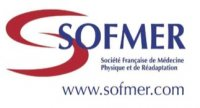 SOFMER
Société Française de Médecine
Physique et de Réadaptation
www.sofmer.com